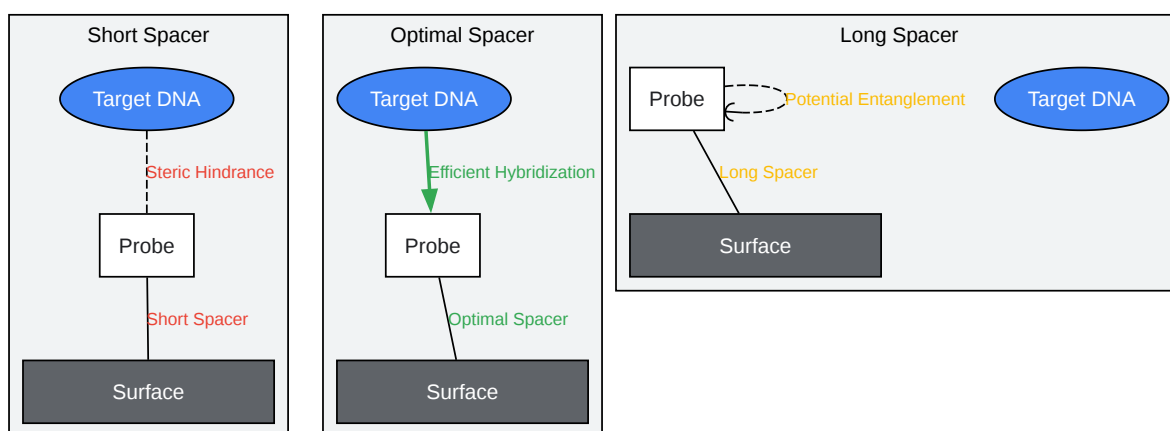 Short Spacer
Target DNA
Steric Hindrance
Probe
Short Spacer
Surface
Optimal Spacer
Target DNA
Efficient Hybridization
Probe
Optimal Spacer
Surface
Long Spacer
Probe
Potential Entanglement
Target DNA
Long Spacer
Surface